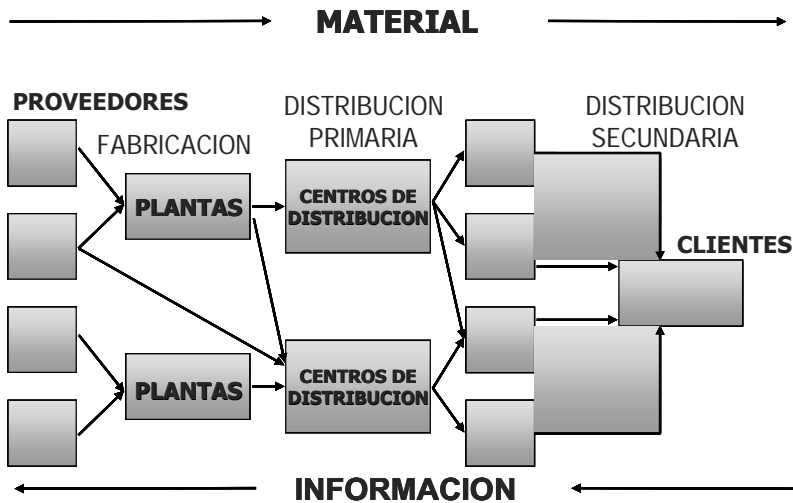 MATERIAL
PROVEEDORES
FABRICACION
DISTRIBUCION
PRIMARIA
DISTRIBUCION
SECUNDARIA
PLANTAS
CENTROS DE
DISTRIBUCION
CLIENTES
PLANTAS
CENTROS DE
DISTRIBUCION
INFORMACION